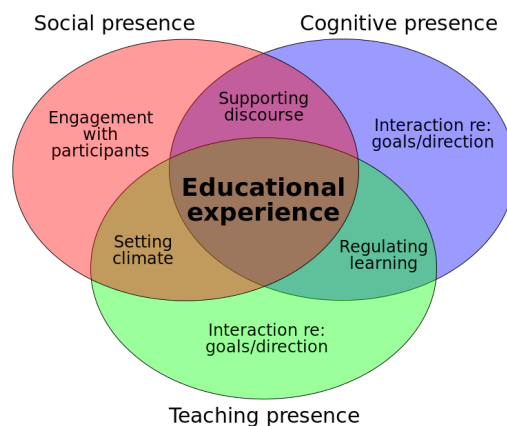 Social presence
Cognitive presence
Supporting
discourse
Engagement
with
participants
Interaction re:
goals/direction
Educational
experience
Setting
climate
Regulating
learning
Interaction re:
goals/direction
Teaching presence